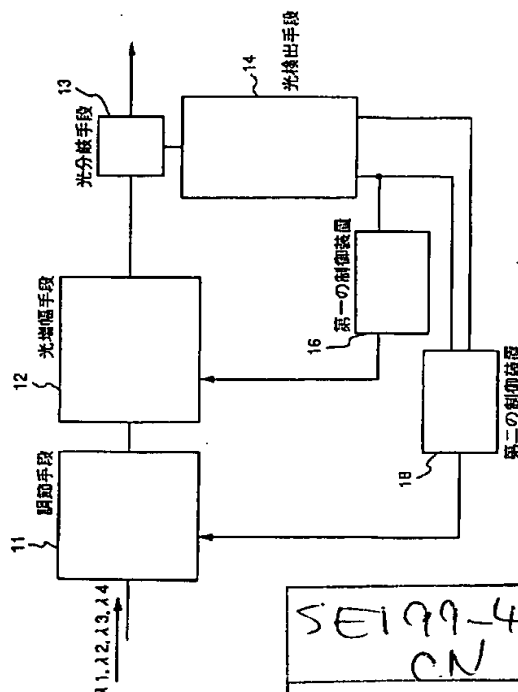 λ1, λ2, λ3, λ4
11
調節手段
12
光増幅手段
13
光分岐手段
14
光検出手段
16
第一の制御装置
18
第二の制御装置
SEI99-4
CN